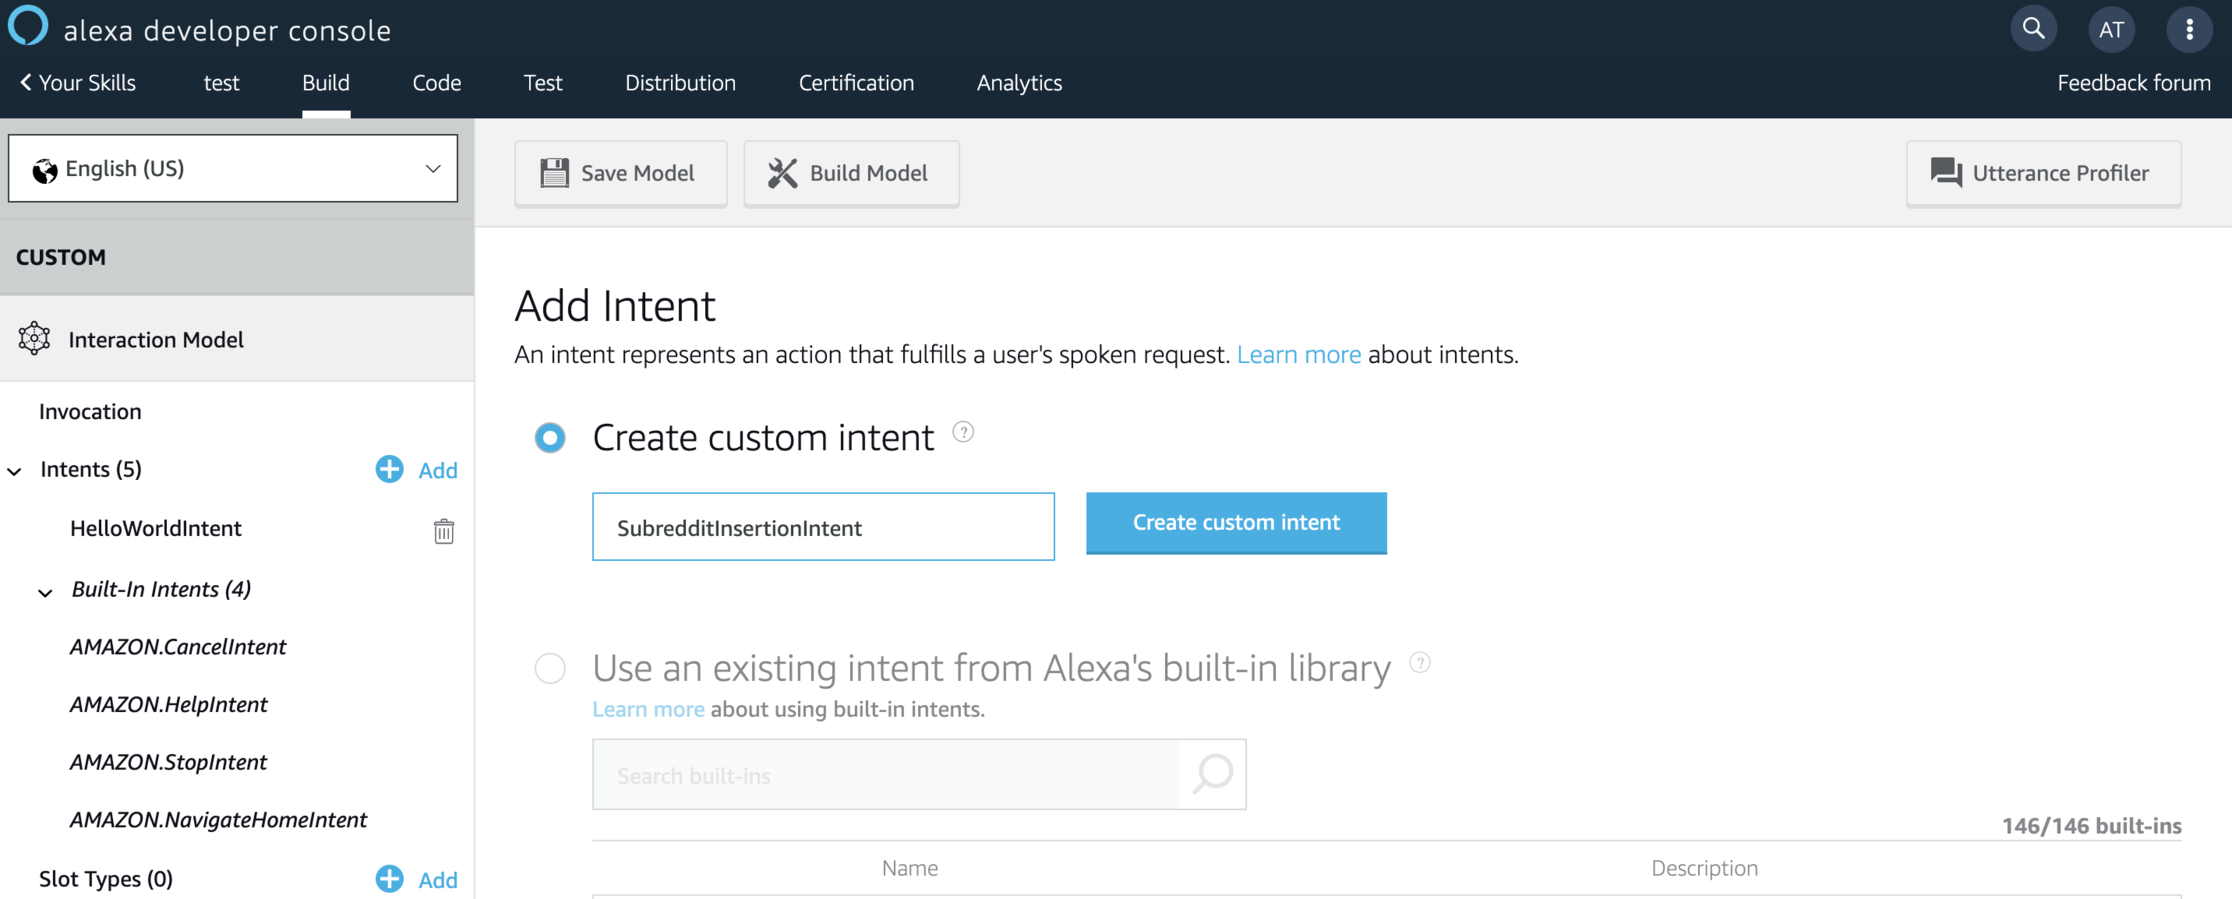 alexa developer console
AT
Your Skills
test
Build
Code
Test
Distribution
Certification
Analytics
Feedback forum
English (US)
Save Model
Build Model
Utterance Profiler
CUSTOM
Interaction Model
Invocation
Intents (5)
Add
HelloWorldIntent
Built-In Intents (4)
AMAZON.CancelIntent
AMAZON.HelpIntent
AMAZON.StopIntent
AMAZON.NavigateHomeIntent
Slot Types (0)
Add
Add Intent
An intent represents an action that fulfills a user's spoken request. Learn more about intents.
Create custom intent ?
SubredditInsertionIntent
Create custom intent
Use an existing intent from Alexa's built-in library ?
Learn more about using built-in intents.
Search built-ins
146/146 built-ins
Name
Description